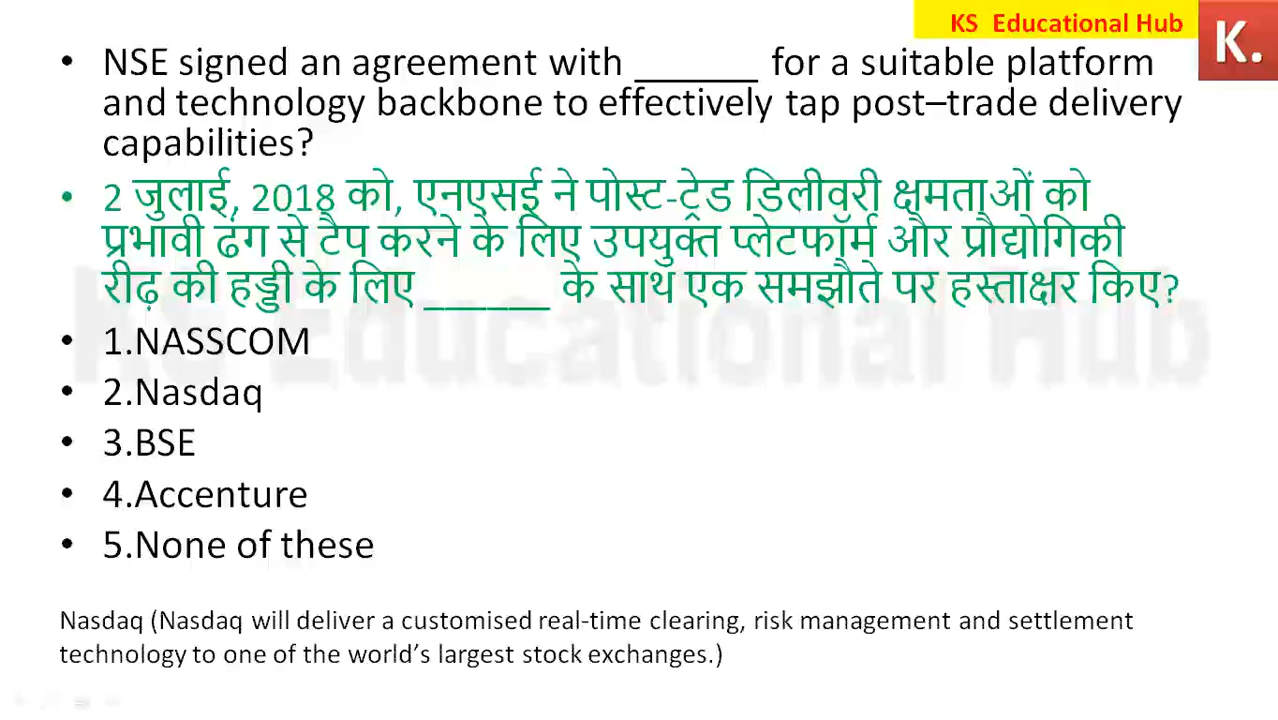 KS Educational Hub
K.
• NSE signed an agreement with ______ for a suitable platform
and technology backbone to effectively tap post–trade delivery
capabilities?
• 2 जुलाई, 2018 को, एनएसई ने पोस्ट-ट्रेड डिलीवरी क्षमताओं को
प्रभावी ढंग से टैप करने के लिए उपयुक्त प्लेटफॉर्म और प्रौद्योगिकी
रीढ़ की हड्डी के लिए ______ के साथ एक समझौते पर हस्ताक्षर किए?
KS Educational Hub
• 1.NASSCOM
• 2.Nasdaq
• 3.BSE
• 4.Accenture
• 5.None of these
Nasdaq (Nasdaq will deliver a customised real-time clearing, risk management and settlement
technology to one of the world’s largest stock exchanges.)